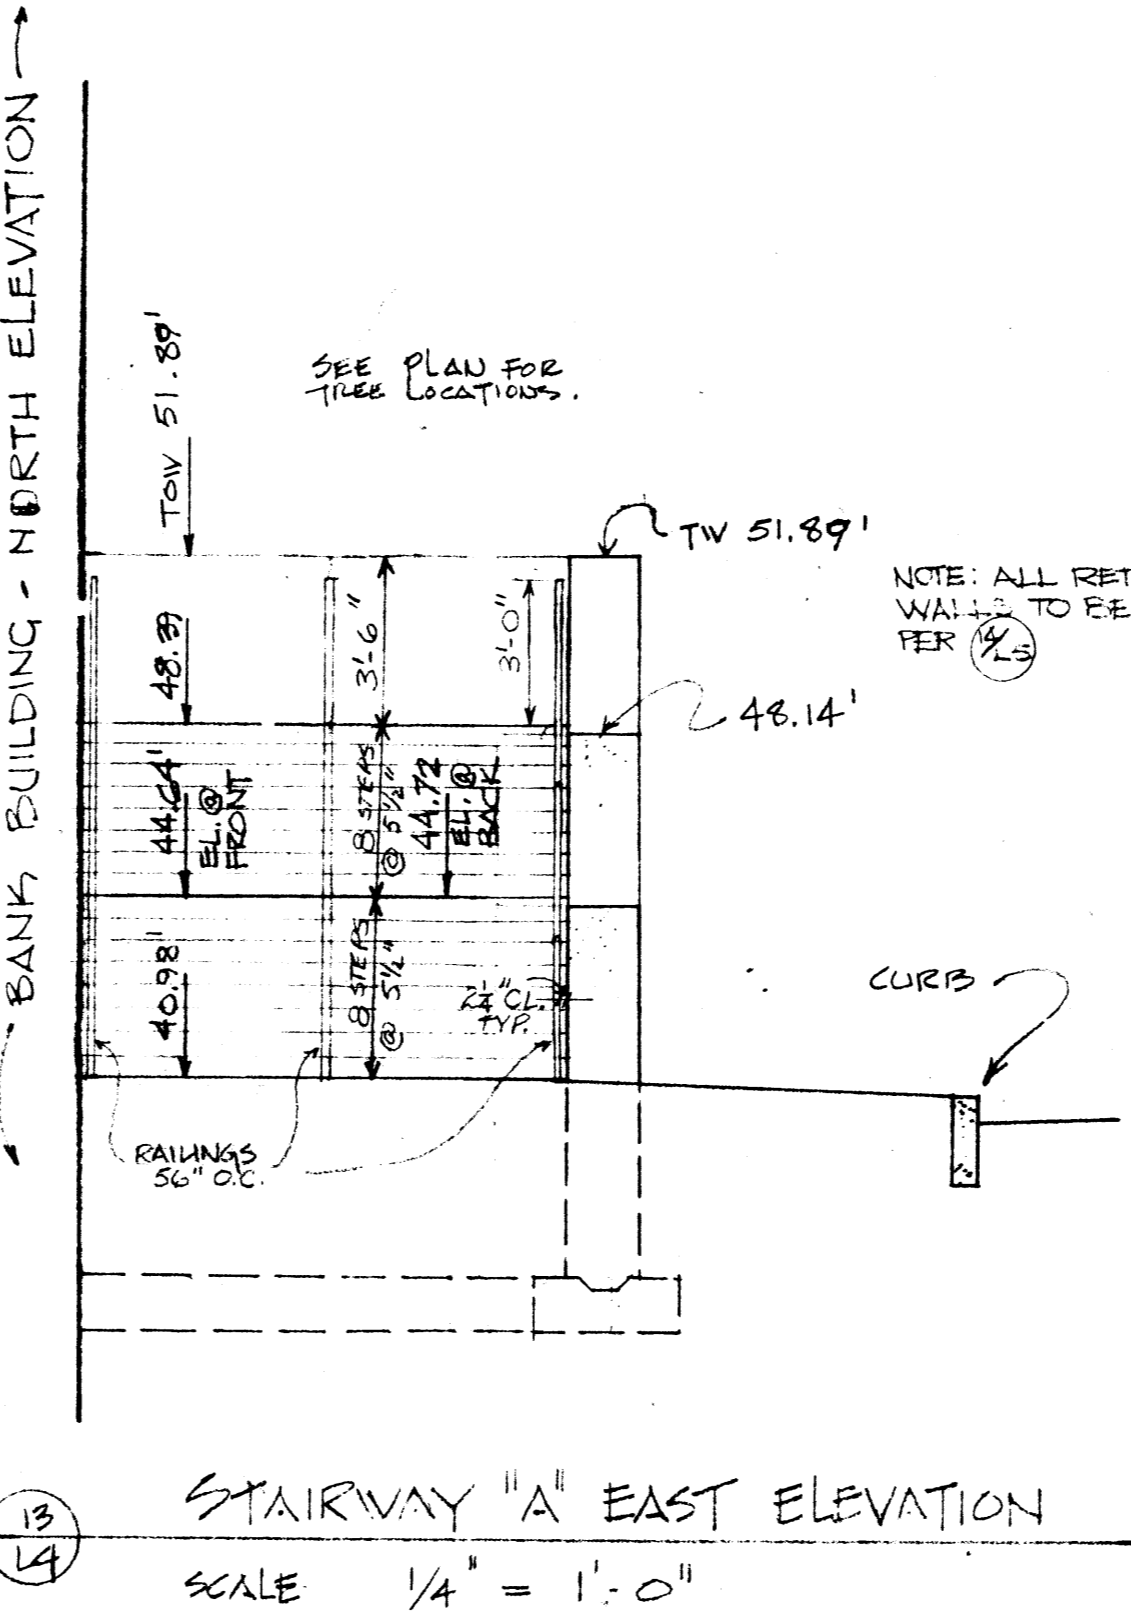 ← BANK BUILDING - NORTH ELEVATION →
TOW 51.89'
SEE PLAN FOR
TREE LOCATIONS.
TW 51.89'
NOTE: ALL RET
WALLS TO BE
PER 14/L5
48.39
3'-6"
3'-0"
48.14'
44.64'
EL. @
FRONT
8 STEPS
@ 5½"
44.72
EL. @
BACK
40.98'
8 STEPS
@ 5½"
2¼" CL.
TYP.
CURB
RAILINGS
56" O.C.
13
L4
STAIRWAY "A" EAST ELEVATION
SCALE 1/4" = 1'-0"